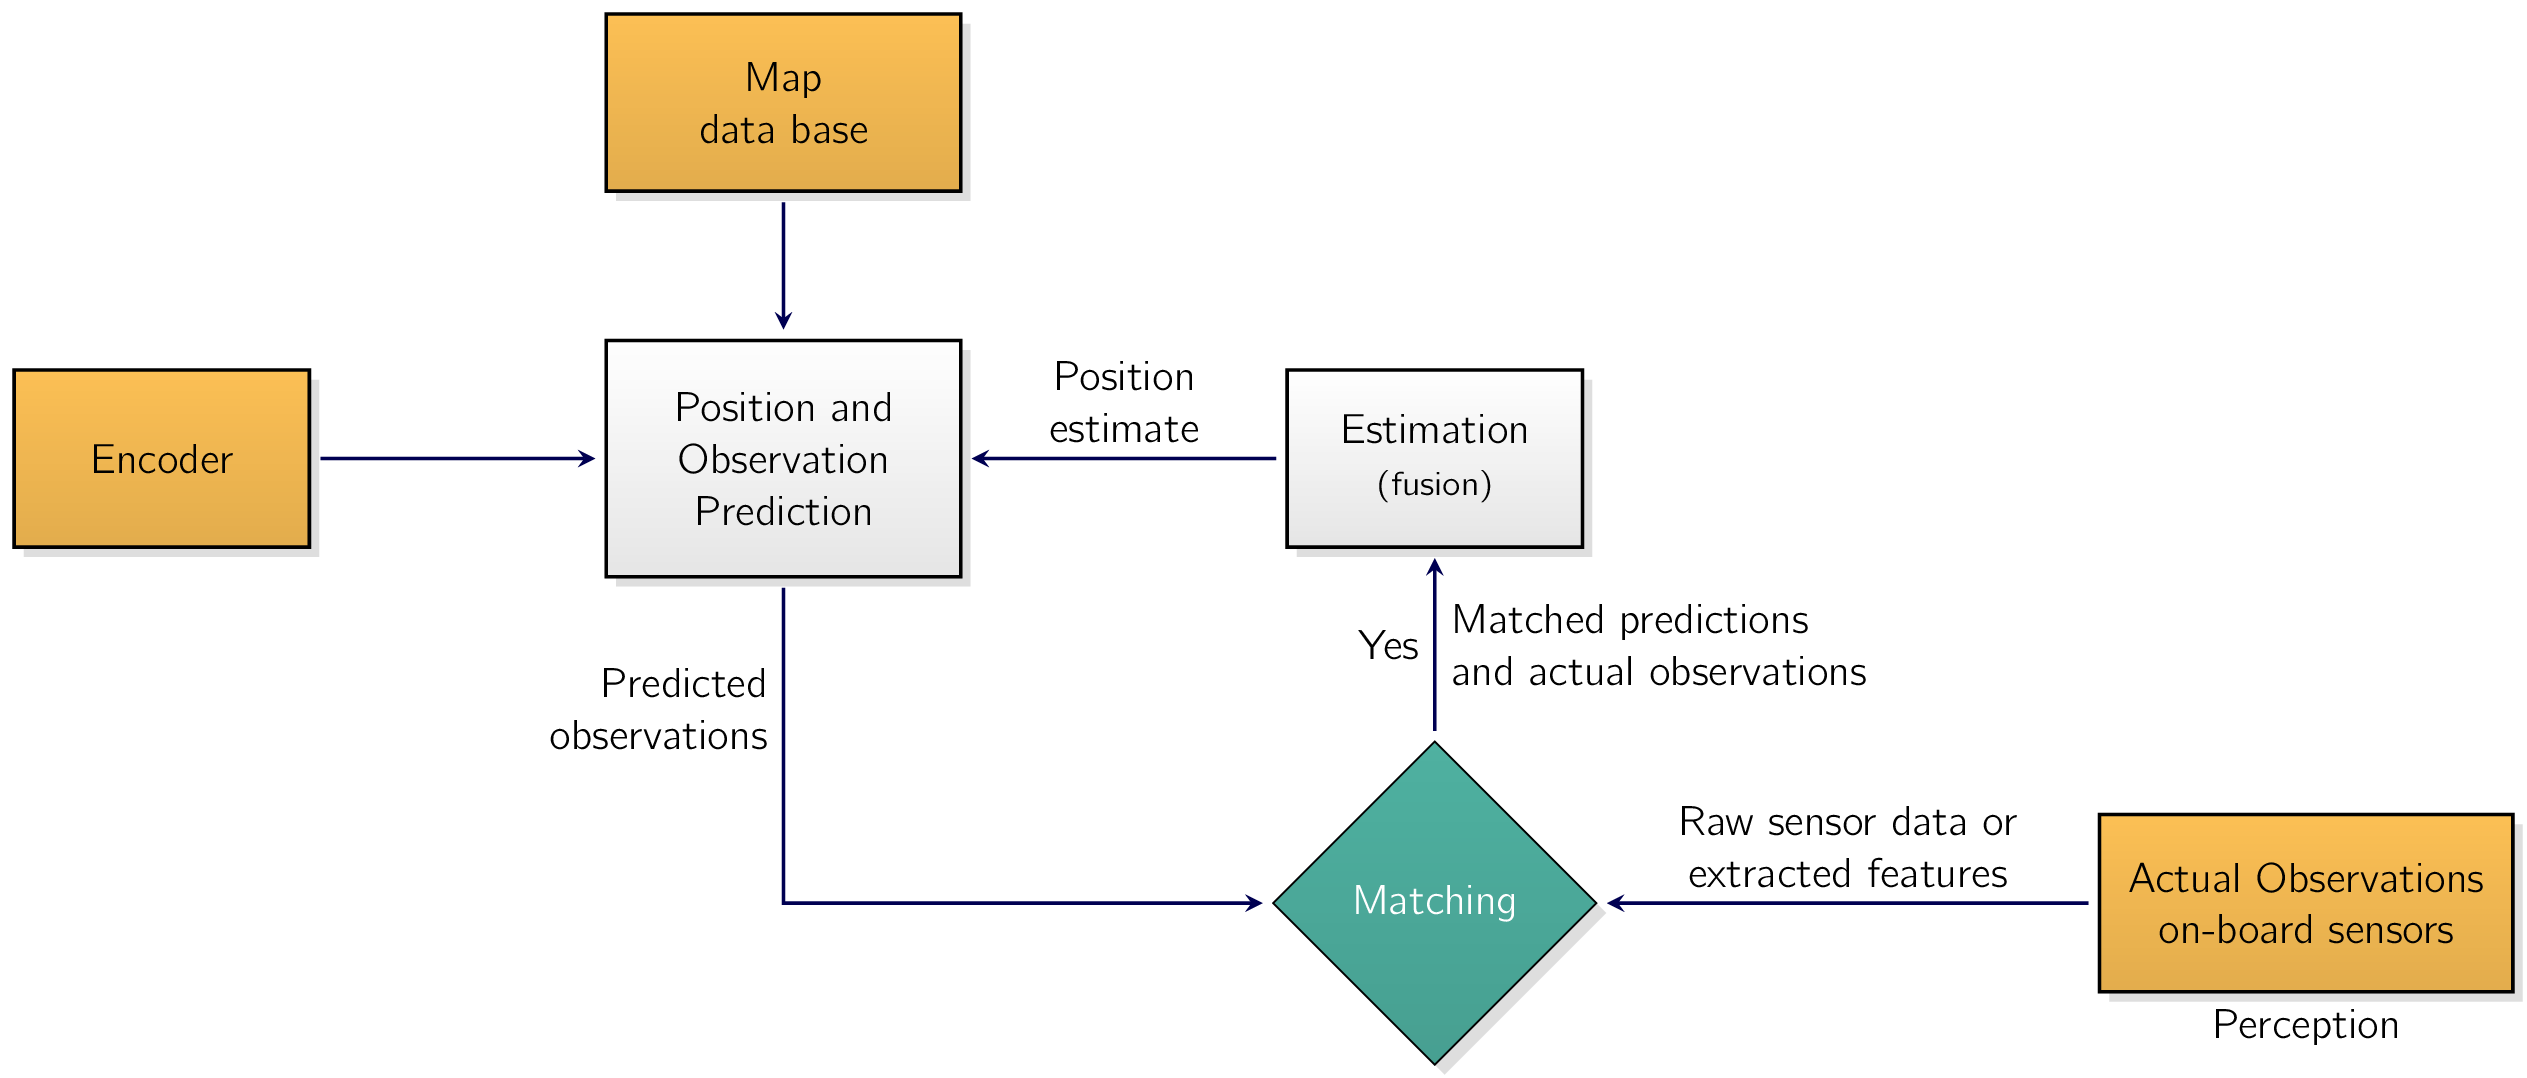 Map
data base
Encoder
Position and
Observation
Prediction
Position
estimate
Estimation
(fusion)
Yes
Matched predictions
and actual observations
Predicted
observations
Matching
Raw sensor data or
extracted features
Actual Observations
on-board sensors
Perception